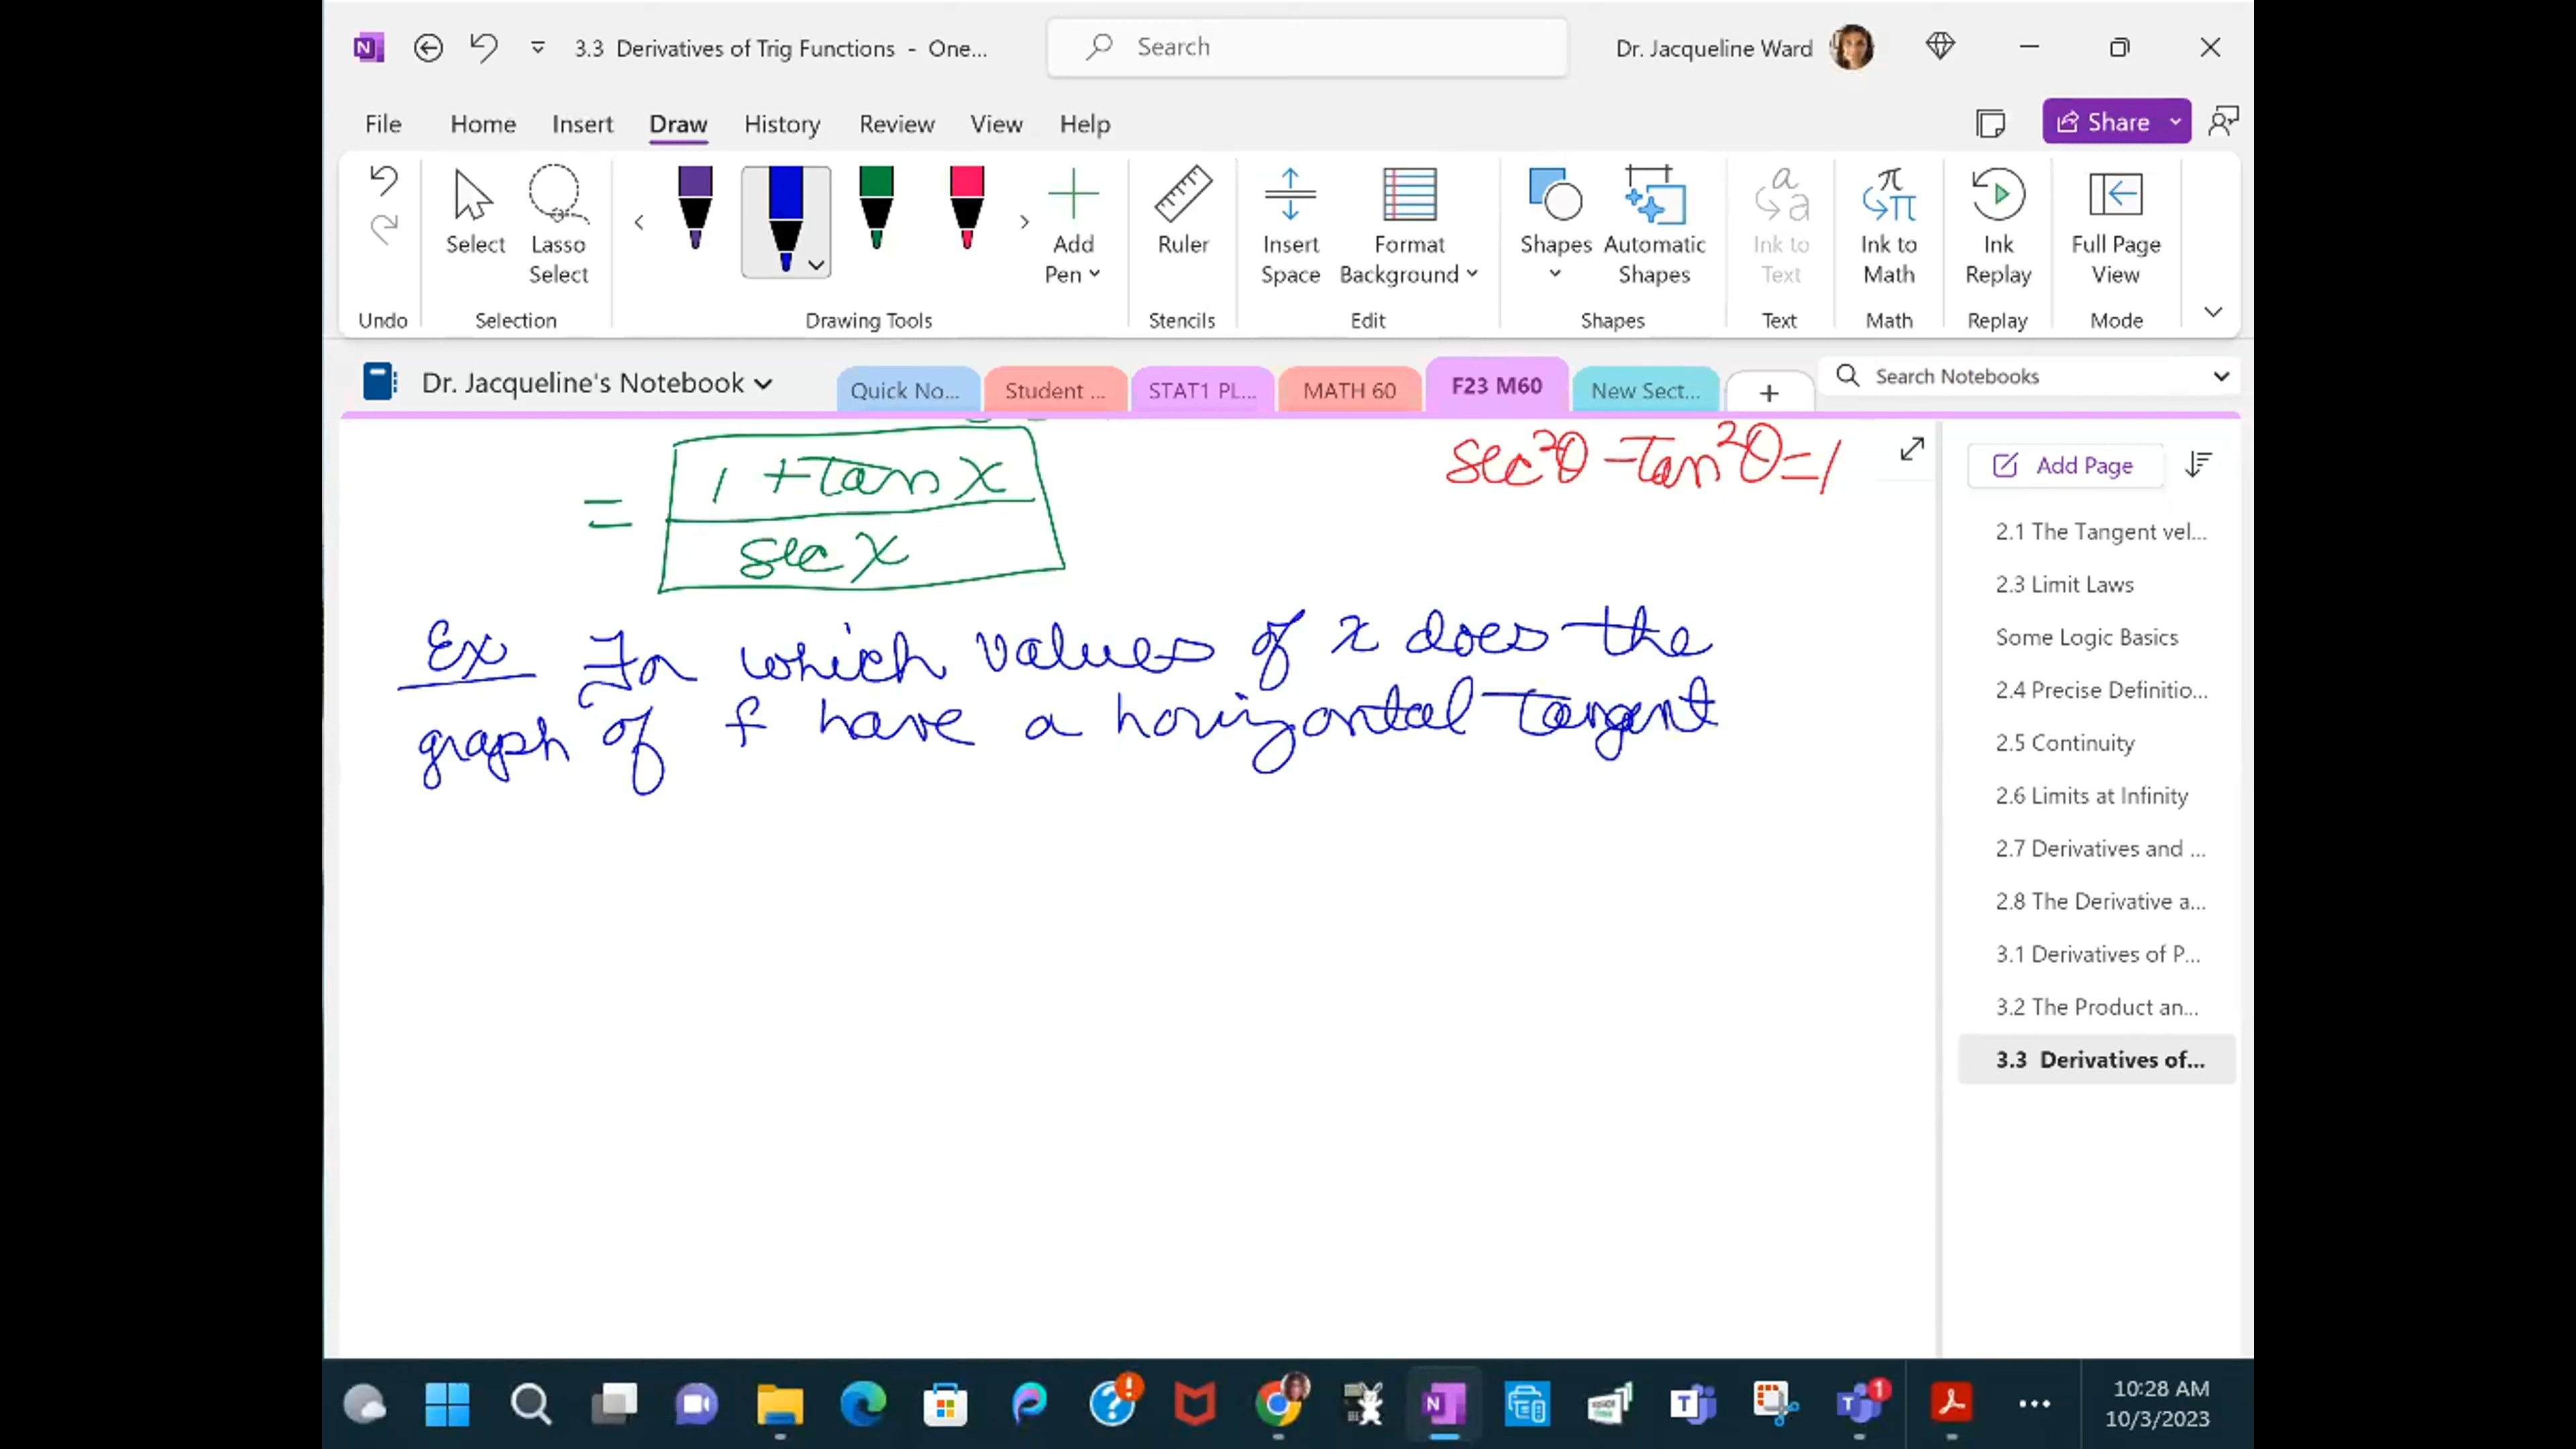 3.3 Derivatives of Trig Functions - One...
Search
Dr. Jacqueline Ward
File Home Insert Draw History Review View Help
Share
Select
Lasso Select
Add Pen
Ruler
Insert Space
Format Background
Shapes
Automatic Shapes
Ink to Text
Ink to Math
Ink Replay
Full Page View
Undo Selection Drawing Tools Stencils Edit Shapes Text Math Replay Mode
Dr. Jacqueline's Notebook
Quick No... Student ... STAT1 PL... MATH 60 F23 M60 New Sect... +
Search Notebooks
= 1 + tan x
sec x
sec²θ - tan²θ = 1
Ex For which values of x does the
graph of f have a horizontal tangent
Add Page
2.1 The Tangent vel...
2.3 Limit Laws
Some Logic Basics
2.4 Precise Definitio...
2.5 Continuity
2.6 Limits at Infinity
2.7 Derivatives and ...
2.8 The Derivative a...
3.1 Derivatives of P...
3.2 The Product an...
3.3 Derivatives of...
10:28 AM
10/3/2023